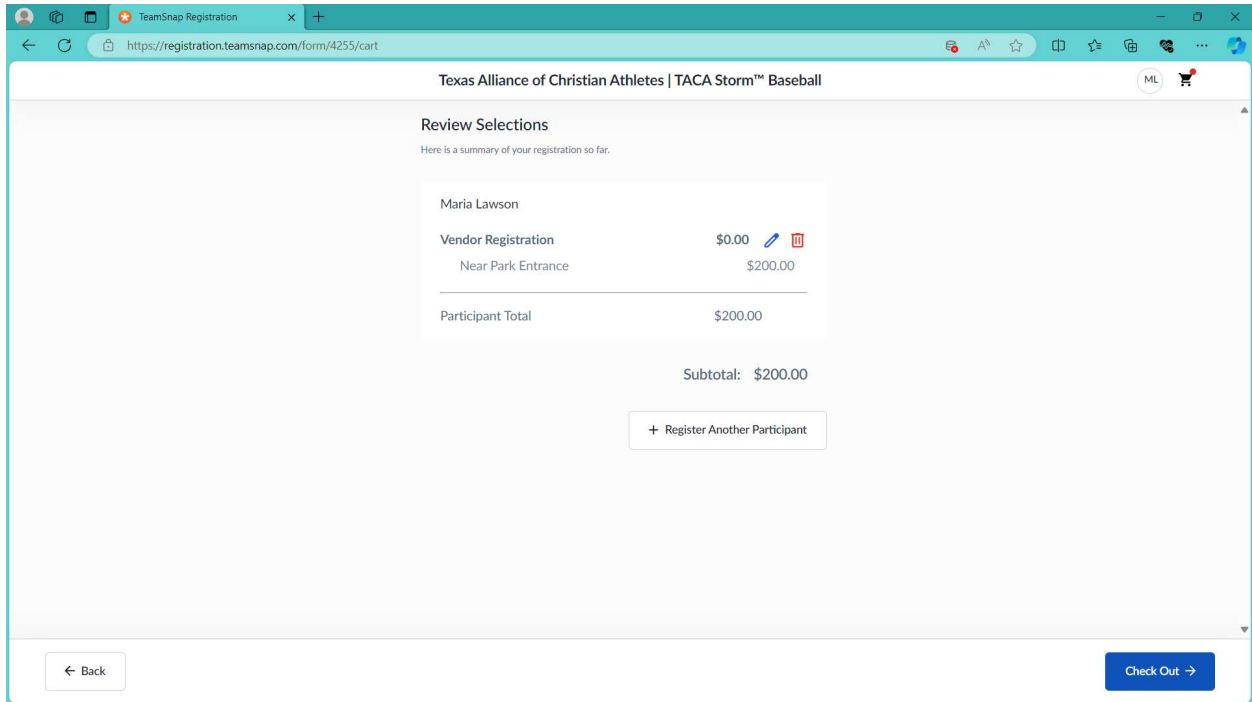 TeamSnap Registration
https://registration.teamsnap.com/form/4255/cart
Texas Alliance of Christian Athletes | TACA Storm™ Baseball
ML
Review Selections
Here is a summary of your registration so far.
Maria Lawson
Vendor Registration $0.00
Near Park Entrance $200.00
Participant Total $200.00
Subtotal: $200.00
+ Register Another Participant
← Back
Check Out →